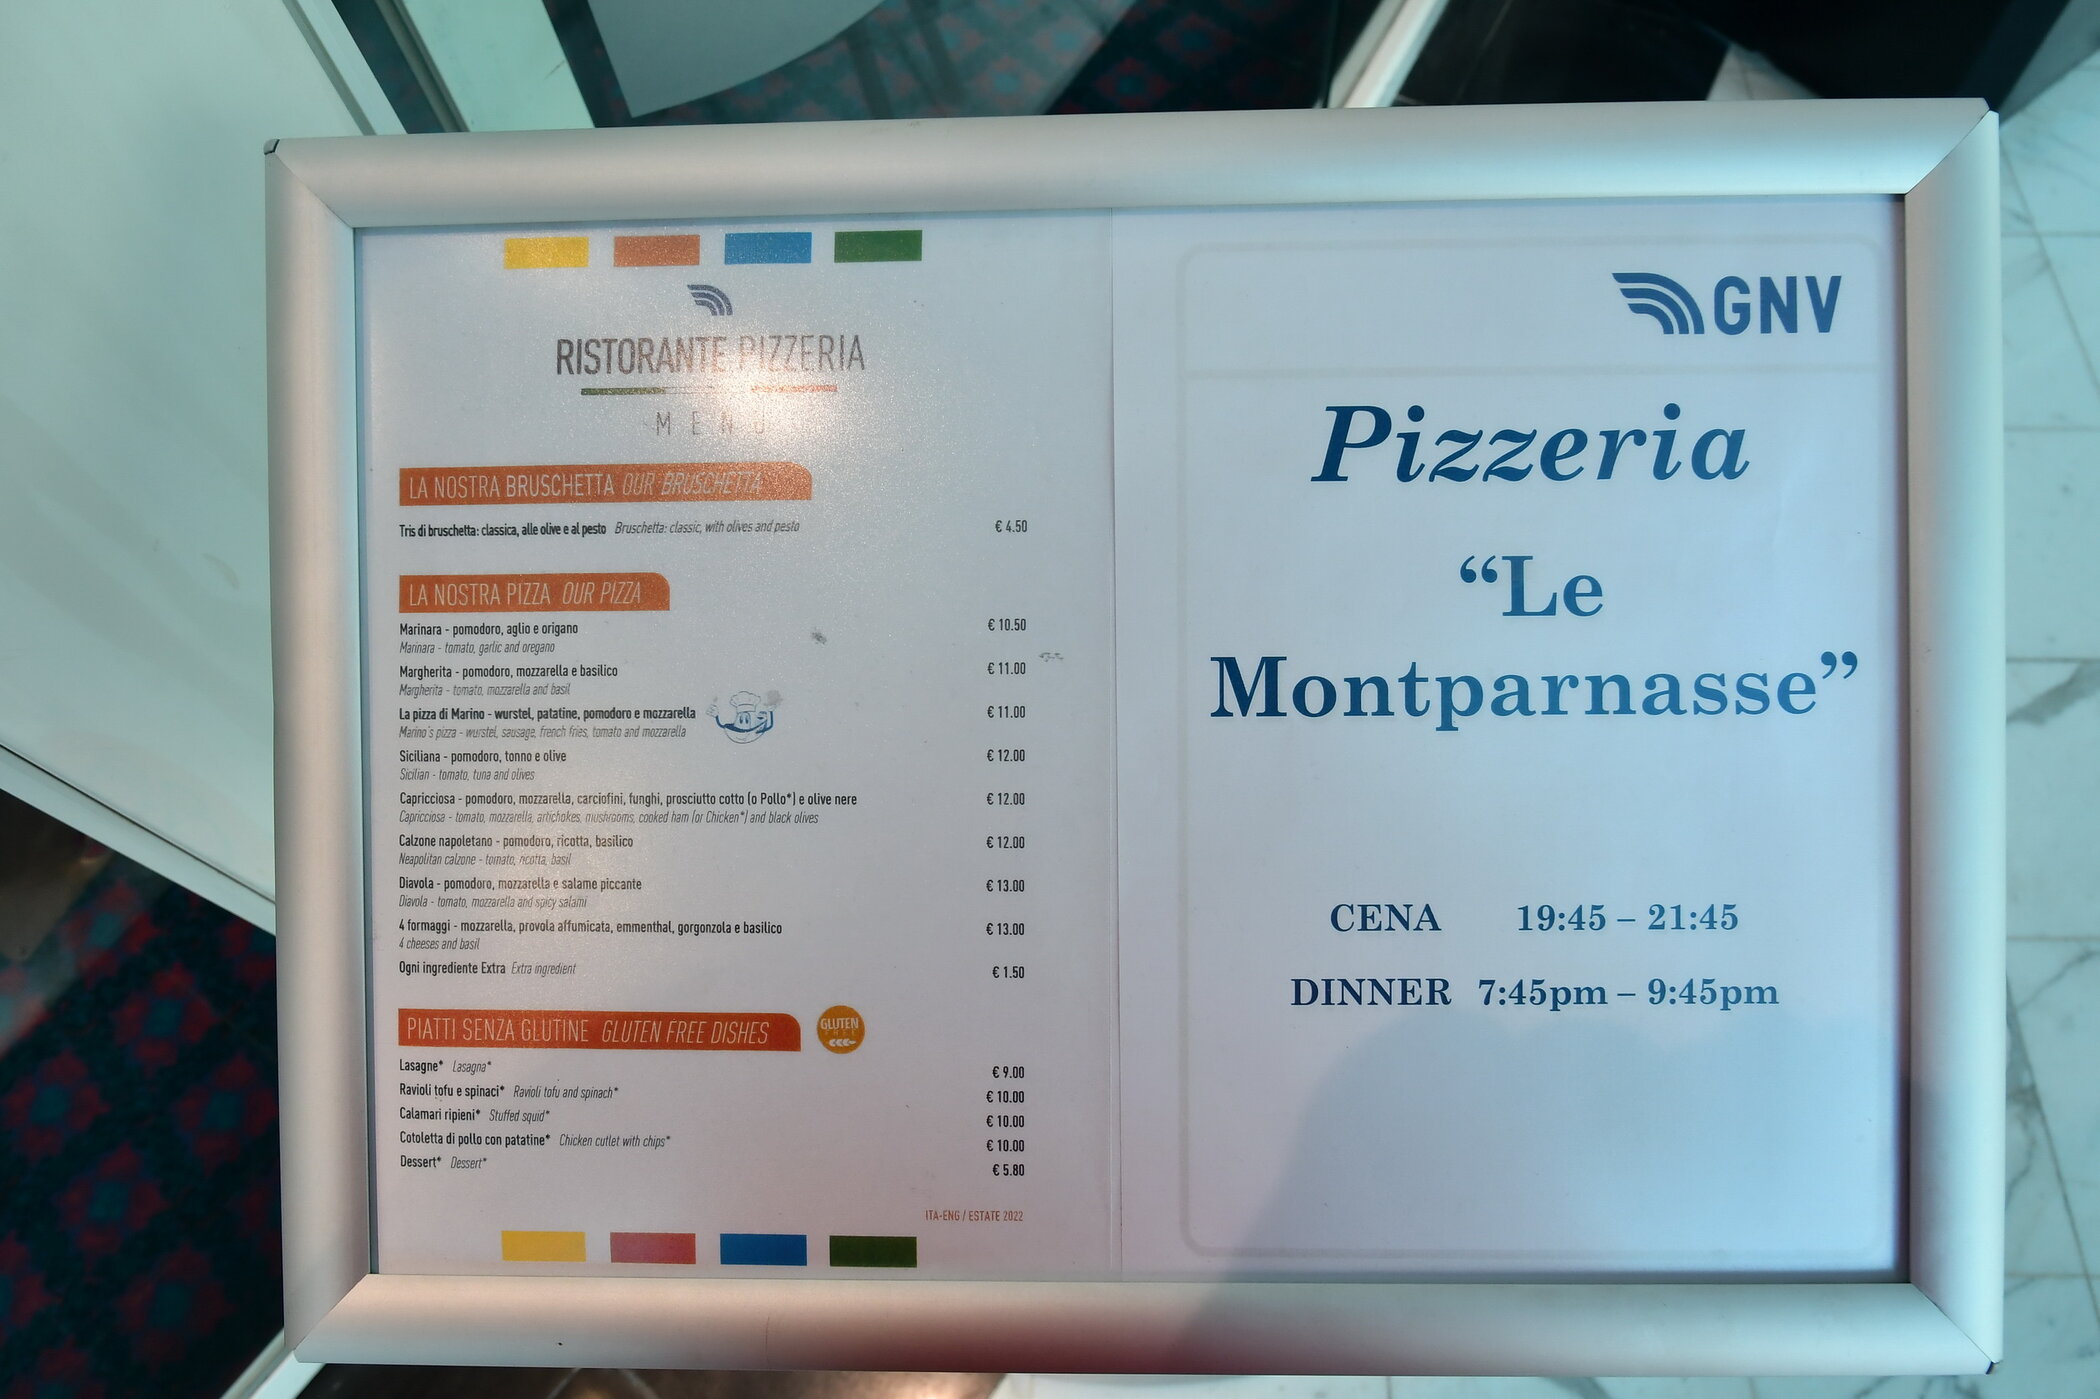 RISTORANTE PIZZERIA
MENU
LA NOSTRA BRUSCHETTA OUR BRUSCHETTA
Tris di bruschetta: classica, alle olive e al pesto Bruschetta: classic, with olives and pesto € 4.50
LA NOSTRA PIZZA OUR PIZZA
Marinara - pomodoro, aglio e origano € 10.50
Marinara - tomato, garlic and oregano
Margherita - pomodoro, mozzarella e basilico € 11.00
Margherita - tomato, mozzarella and basil
La pizza di Marino - wurstel, patatine, pomodoro e mozzarella € 11.00
Marino's pizza - wurstel, sausage, french fries, tomato and mozzarella
Siciliana - pomodoro, tonno e olive € 12.00
Sicilian - tomato, tuna and olives
Capricciosa - pomodoro, mozzarella, carciofini, funghi, prosciutto cotto (o Pollo*) e olive nere € 12.00
Capricciosa - tomato, mozzarella, artichokes, mushrooms, cooked ham (or Chicken*) and black olives
Calzone napoletano - pomodoro, ricotta, basilico € 12.00
Neapolitan calzone - tomato, ricotta, basil
Diavola - pomodoro, mozzarella e salame piccante € 13.00
Diavola - tomato, mozzarella and spicy salami
4 formaggi - mozzarella, provola affumicata, emmenthal, gorgonzola e basilico € 13.00
4 cheeses and basil
Ogni ingrediente Extra Extra ingredient € 1.50
PIATTI SENZA GLUTINE GLUTEN FREE DISHES
GLUTEN
FREE
Lasagne* Lasagna* € 9.00
Ravioli tofu e spinaci* Ravioli tofu and spinach* € 10.00
Calamari ripieni* Stuffed squid* € 10.00
Cotoletta di pollo con patatine* Chicken cutlet with chips* € 10.00
Dessert* Dessert* € 5.80
ITA-ENG / ESTATE 2022
GNV
Pizzeria
“Le
Montparnasse”
CENA 19:45 – 21:45
DINNER 7:45pm – 9:45pm